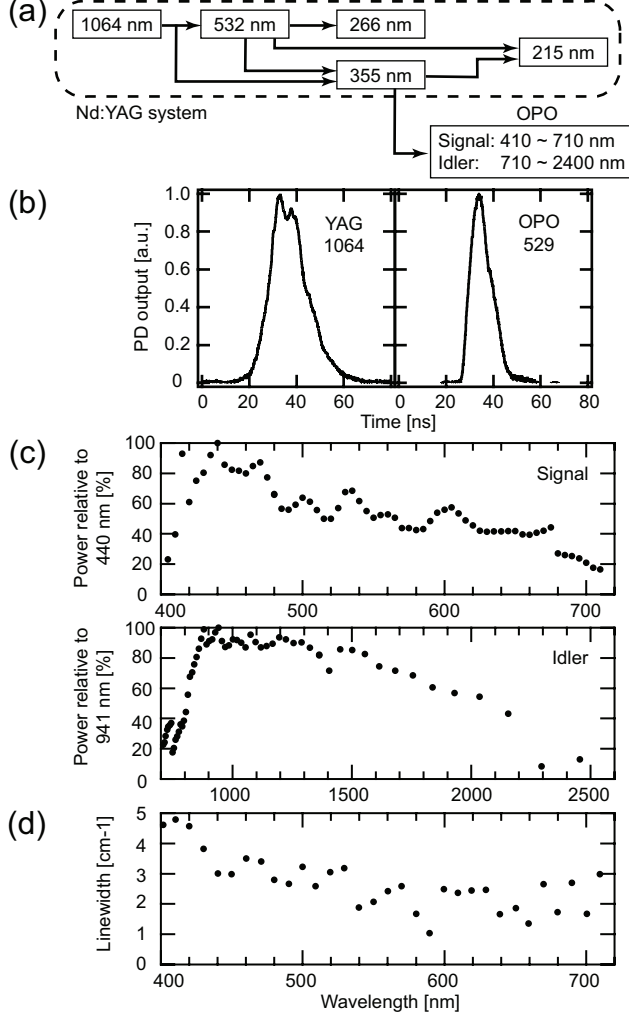 (a)
1064 nm
532 nm
266 nm
215 nm
355 nm
Nd:YAG system
OPO
Signal: 410 ~ 710 nm
Idler: 710 ~ 2400 nm
(b)
PD output [a.u.]
1.0
0.8
0.6
0.4
0.2
0
YAG
1064
OPO
529
0 20 40 60 0 20 40 60 80
Time [ns]
(c)
Power relative to
440 nm [%]
100
80
60
40
20
0
Signal
400 500 600 700
Power relative to
941 nm [%]
100
80
60
40
20
0
Idler
1000 1500 2000 2500
(d)
Linewidth [cm-1]
5
4
3
2
1
0
400 500 600 700
Wavelength [nm]